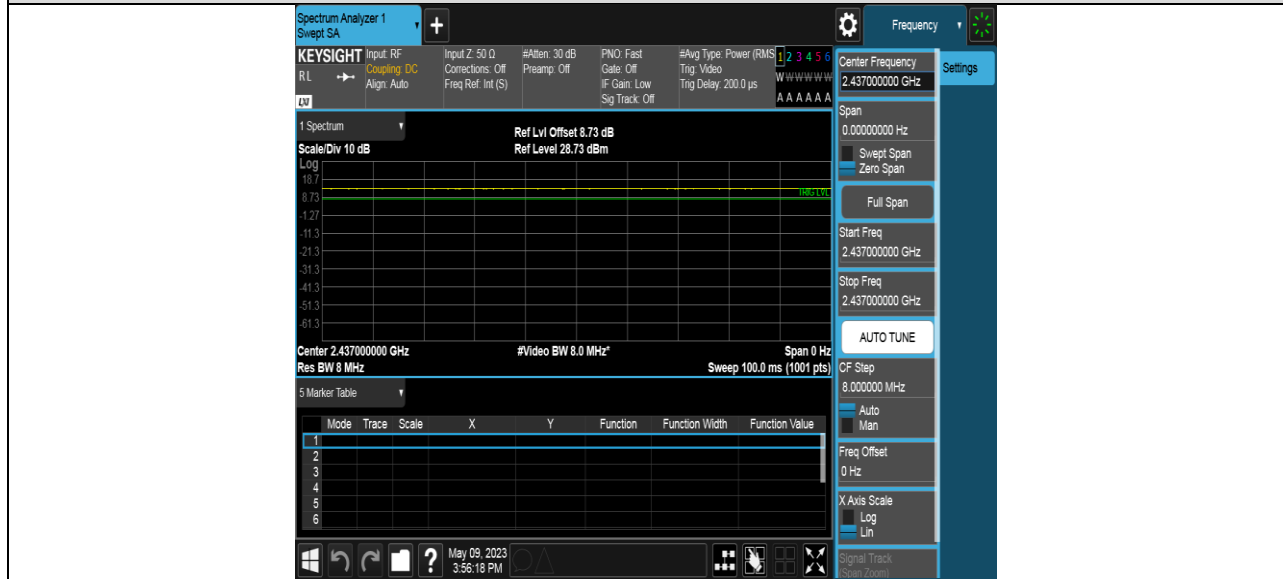 Spectrum Analyzer 1
Swept SA
+
Frequency
KEYSIGHT
RL
LXI
Input: RF
Coupling: DC
Align: Auto
Input Z: 50 Ω
Corrections: Off
Freq Ref: Int (S)
#Atten: 30 dB
Preamp: Off
PNO: Fast
Gate: Off
IF Gain: Low
Sig Track: Off
#Avg Type: Power (RMS
Trig: Video
Trig Delay: 200.0 µs
1 2 3 4 5 6
W W W W W W
A A A A A A
1 Spectrum
Scale/Div 10 dB
Ref Lvl Offset 8.73 dB
Ref Level 28.73 dBm
Log
18.7
8.73
-1.27
-11.3
-21.3
-31.3
-41.3
-51.3
-61.3
TRIG LVL
Center 2.437000000 GHz
#Video BW 8.0 MHz*
Span 0 Hz
Res BW 8 MHz
Sweep 100.0 ms (1001 pts)
5 Marker Table
Mode Trace Scale X Y Function Function Width Function Value
1
2
3
4
5
6
?
May 09, 2023
3:56:18 PM
Center Frequency
2.437000000 GHz
Settings
Span
0.00000000 Hz
Swept Span
Zero Span
Full Span
Start Freq
2.437000000 GHz
Stop Freq
2.437000000 GHz
AUTO TUNE
CF Step
8.000000 MHz
Auto
Man
Freq Offset
0 Hz
X Axis Scale
Log
Lin
Signal Track
(Span Zoom)